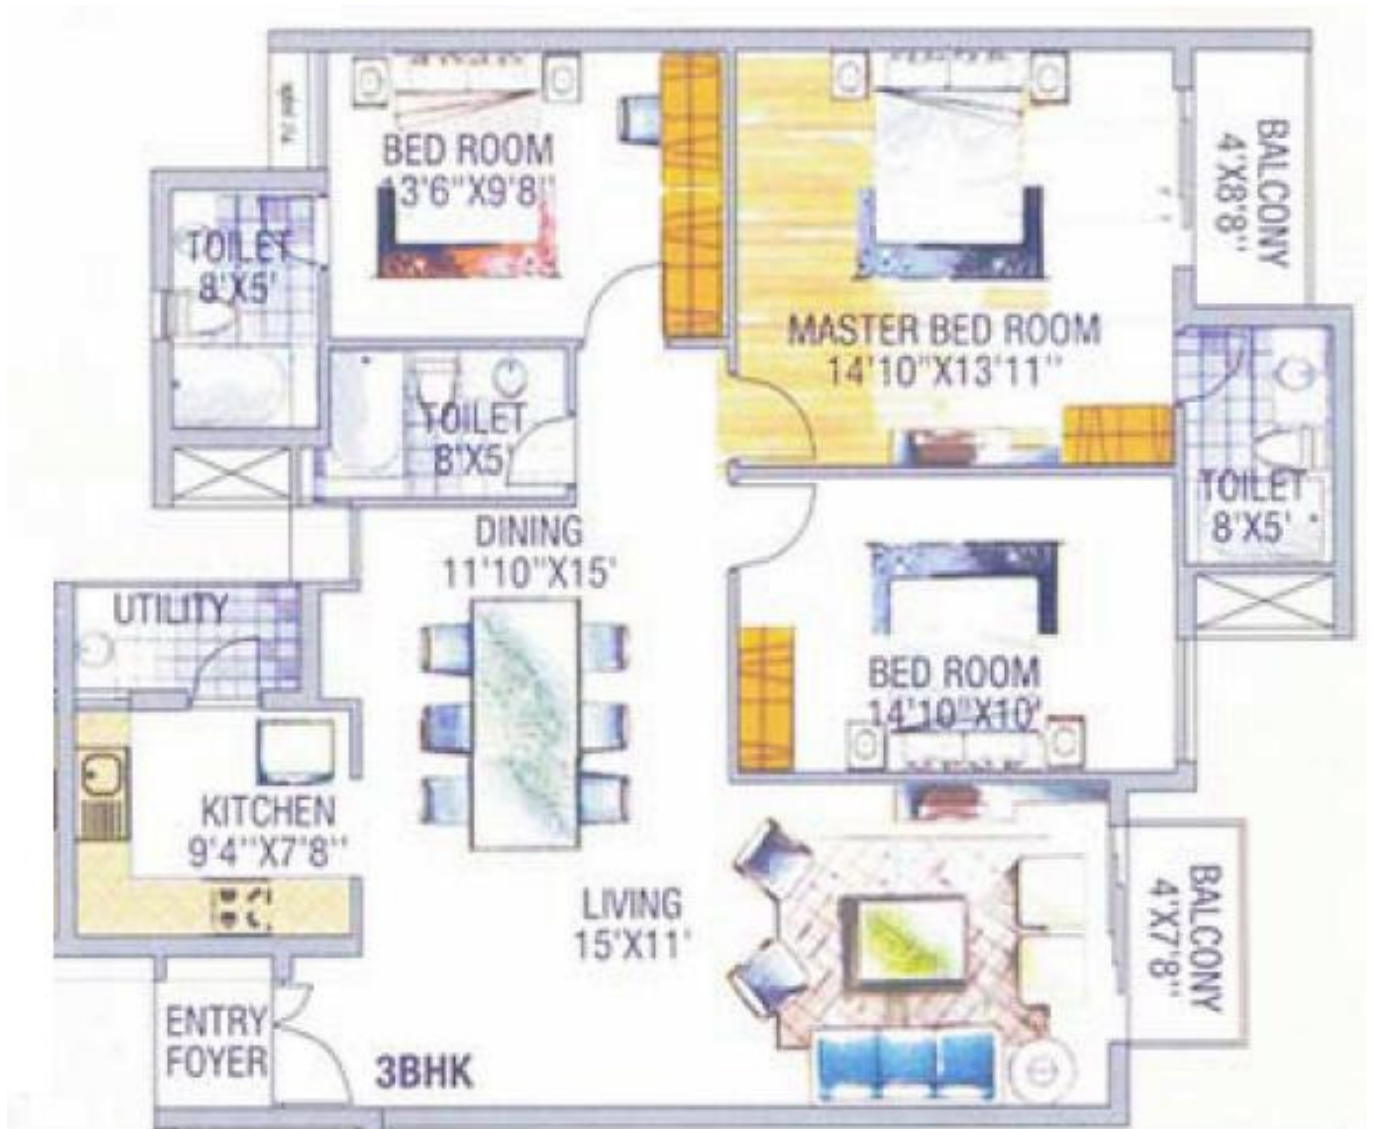 BED ROOM
13'6"X9'8"
BALCONY
4'X8'8"
TOILET
8'X5'
MASTER BED ROOM
14'10"X13'11"
TOILET
8'X5'
TOILET
8'X5'
DINING
11'10"X15'
UTILITY
BED ROOM
14'10"X10'
KITCHEN
9'4"X7'8"
LIVING
15'X11'
BALCONY
4'X7'8"
ENTRY
FOYER
3BHK